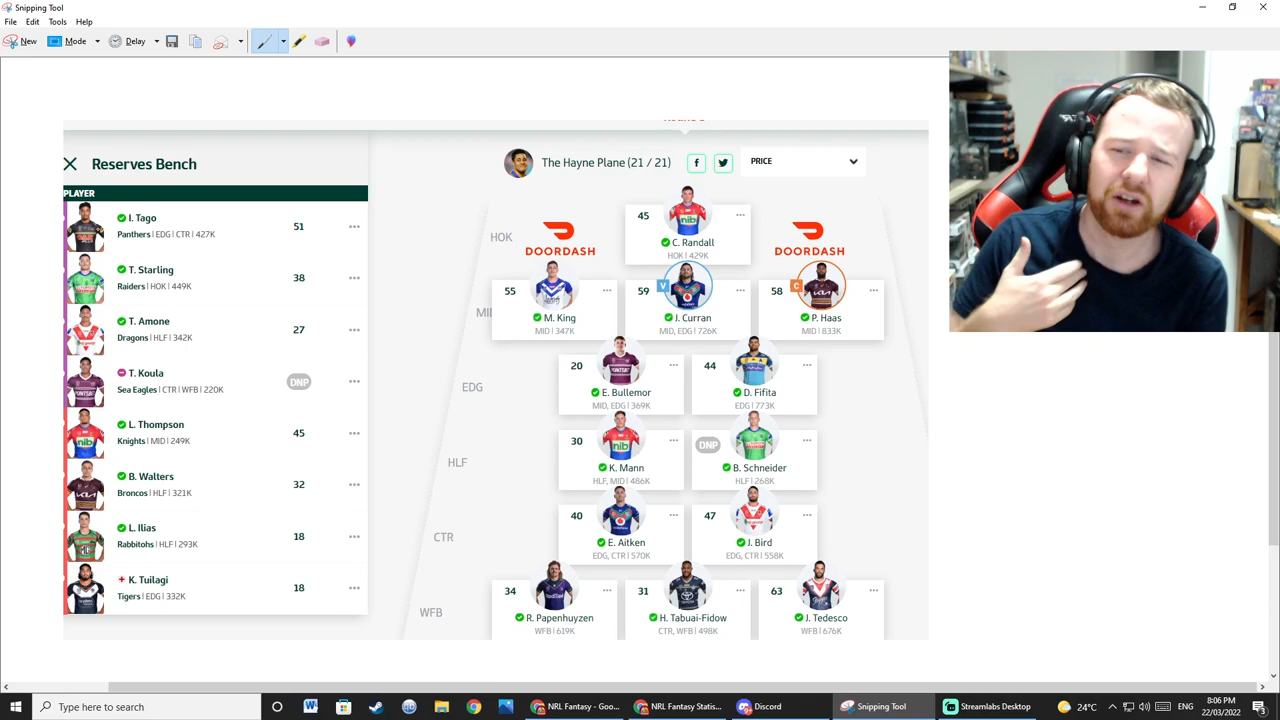 Snipping Tool
File Edit Tools Help
New Mode Delay
Reserves Bench
PLAYER
I. Tago
Panthers | EDG | CTR | 427K
51
T. Starling
Raiders | HOK | 449K
38
T. Amone
Dragons | HLF | 342K
27
T. Koula
Sea Eagles | CTR | WFB | 220K
DNP
L. Thompson
Knights | MID | 249K
45
B. Walters
Broncos | HLF | 321K
32
L. Ilias
Rabbitohs | HLF | 293K
18
K. Tuilagi
Tigers | EDG | 332K
18
The Hayne Plane (21 / 21)
PRICE
HOK
DOORDASH
45
C. Randall
HOK | 429K
DOORDASH
55
M. King
MID | 347K
59
V
J. Curran
MID, EDG | 726K
58
C
P. Haas
MID | 833K
EDG
20
E. Bullemor
MID, EDG | 369K
44
D. Fifita
EDG | 773K
HLF
30
K. Mann
HLF, MID | 486K
DNP
B. Schneider
HLF | 268K
CTR
40
E. Aitken
EDG, CTR | 570K
47
J. Bird
EDG, CTR | 558K
WFB
34
R. Papenhuyzen
WFB | 619K
31
H. Tabuai-Fidow
CTR, WFB | 498K
63
J. Tedesco
WFB | 676K
Type here to search
NRL Fantasy - Goo...
NRL Fantasy Statis...
Discord
Snipping Tool
Streamlabs Desktop
24°C
ENG
8:06 PM
22/03/2022
3